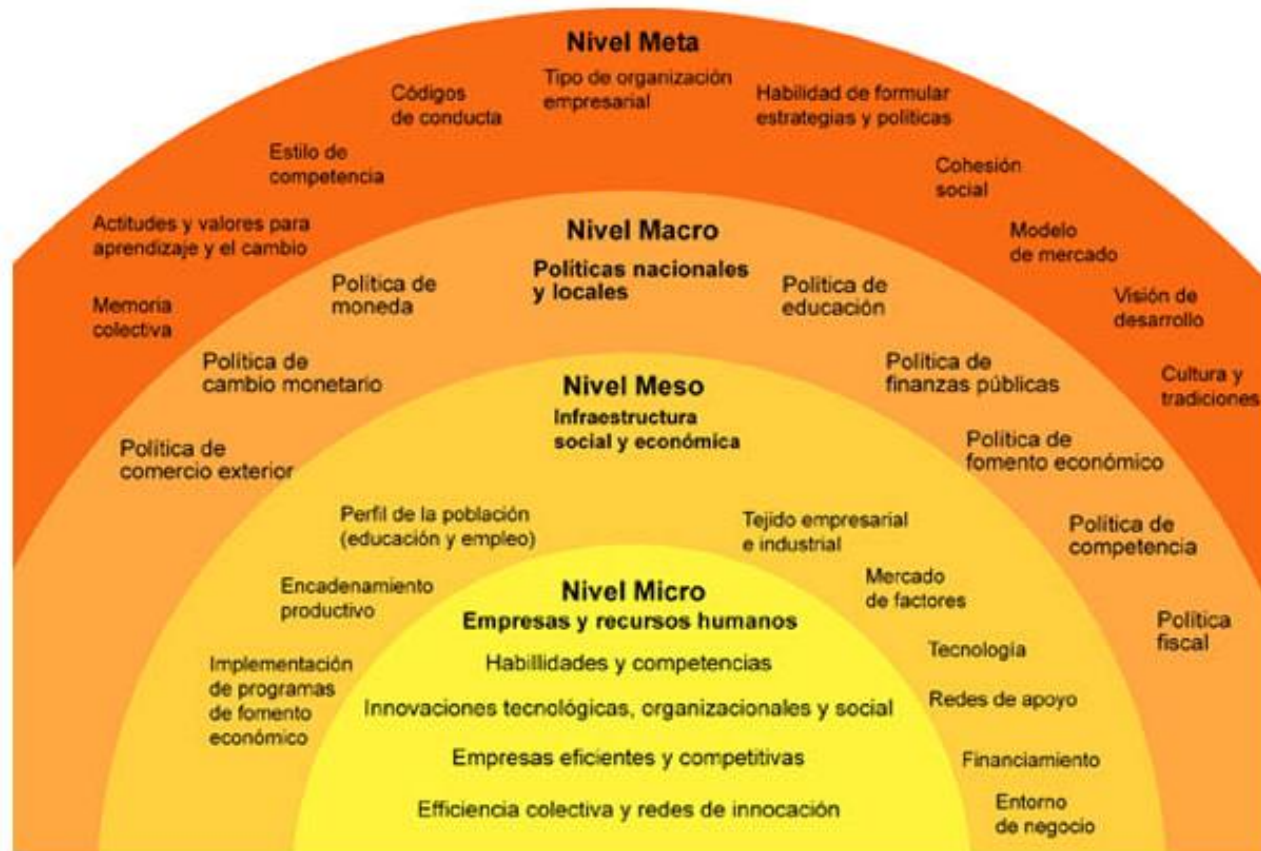 Nivel Meta
Tipo de organización
empresarial
Códigos
de conducta
Habilidad de formular
estrategias y políticas
Estilo de
competencia
Cohesión
social
Actitudes y valores para
aprendizaje y el cambio
Modelo
de mercado
Memoria
colectiva
Visión de
desarrollo
Cultura y
tradiciones
Nivel Macro
Políticas nacionales
y locales
Política de
moneda
Política de
educación
Política de
cambio monetario
Política de
finanzas públicas
Política de
comercio exterior
Política de
fomento económico
Política de
competencia
Política
fiscal
Nivel Meso
Infraestructura
social y económica
Perfil de la población
(educación y empleo)
Tejido empresarial
e industrial
Encadenamiento
productivo
Mercado
de factores
Implementación
de programas
de fomento
económico
Tecnología
Redes de apoyo
Financiamiento
Entorno
de negocio
Nivel Micro
Empresas y recursos humanos
Habillidades y competencias
Innovaciones tecnológicas, organizacionales y social
Empresas eficientes y competitivas
Efficiencia colectiva y redes de innocación